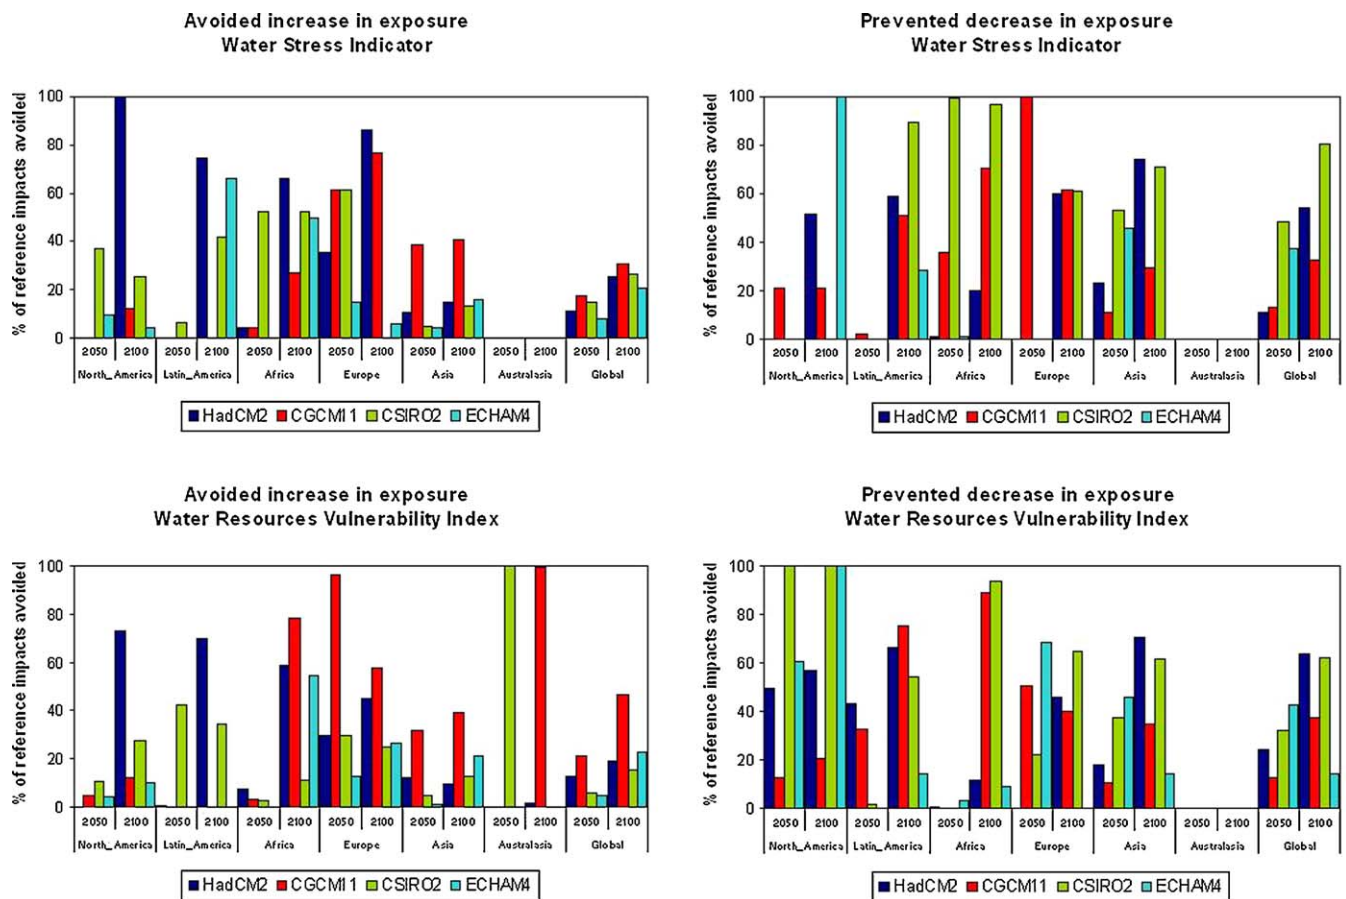 Avoided increase in exposure
Water Stress Indicator
% of reference impacts avoided
100
80
60
40
20
0
2050 2100 2050 2100 2050 2100 2050 2100 2050 2100 2050 2100 2050 2100
North_America Latin_America Africa Europe Asia Australasia Global
HadCM2 CGCM11 CSIRO2 ECHAM4
Prevented decrease in exposure
Water Stress Indicator
% of reference impacts avoided
100
80
60
40
20
0
2050 2100 2050 2100 2050 2100 2050 2100 2050 2100 2050 2100 2050 2100
North_America Latin_America Africa Europe Asia Australasia Global
HadCM2 CGCM11 CSIRO2 ECHAM4
Avoided increase in exposure
Water Resources Vulnerability Index
% of reference impacts avoided
100
80
60
40
20
0
2050 2100 2050 2100 2050 2100 2050 2100 2050 2100 2050 2100 2050 2100
North_America Latin_America Africa Europe Asia Australasia Global
HadCM2 CGCM11 CSIRO2 ECHAM4
Prevented decrease in exposure
Water Resources Vulnerability Index
% of reference impacts avoided
100
80
60
40
20
0
2050 2100 2050 2100 2050 2100 2050 2100 2050 2100 2050 2100 2050 2100
North_America Latin_America Africa Europe Asia Australasia Global
HadCM2 CGCM11 CSIRO2 ECHAM4